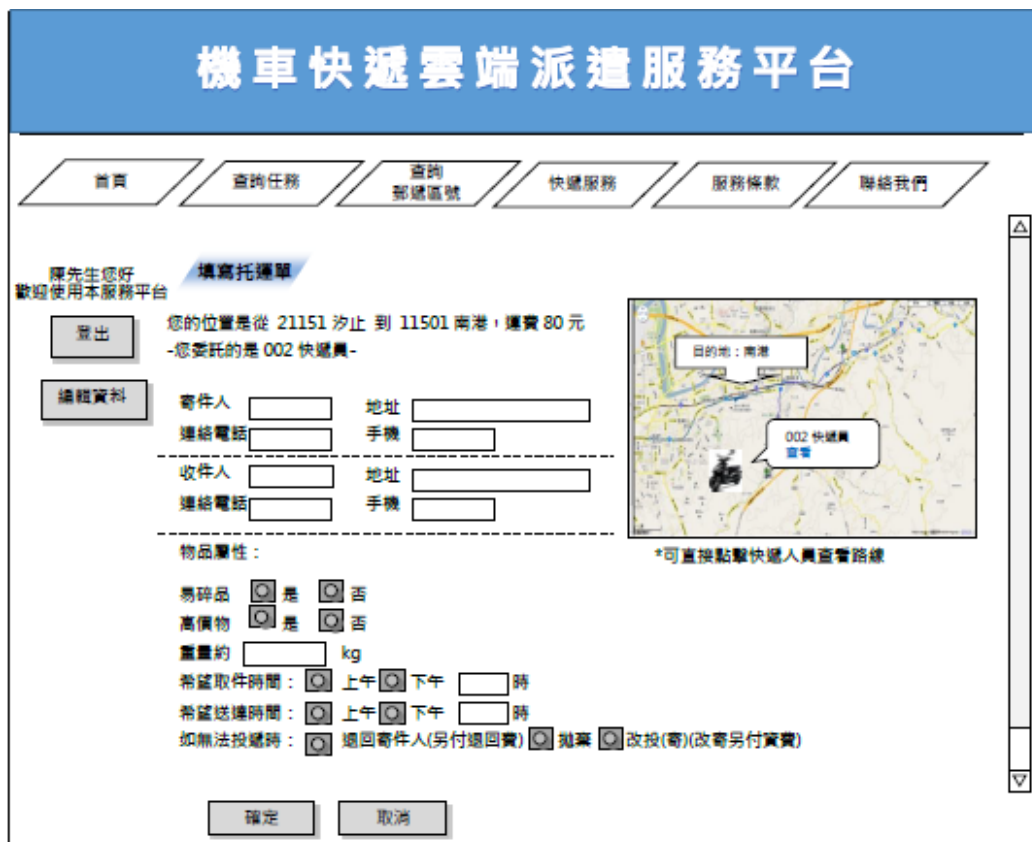 機車快遞雲端派遣服務平台
首頁
查詢任務
查詢
郵遞區號
快遞服務
服務條款
聯絡我們
陳先生您好
歡迎使用本服務平台
登出
編輯資料
填寫托運單
您的位置是從 21151 汐止 到 11501 南港，運費 80 元
-您委託的是 002 快遞員-
寄件人 地址
連絡電話 手機
收件人 地址
連絡電話 手機
物品屬性：
易碎品 是 否
高價物 是 否
重量約 kg
希望取件時間： 上午 下午 時
希望送達時間： 上午 下午 時
如無法投遞時： 退回寄件人(另付退回費) 拋棄 改投(寄)(改寄另付資費)
確定
取消
目的地：南港
002 快遞員
查看
*可直接點擊快遞人員查看路線